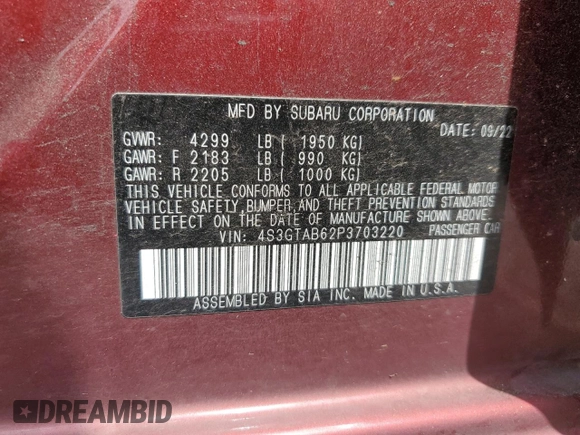 MFD BY SUBARU CORPORATION
DATE: 09/22
GVWR: 4299 LB( 1950 KG)
GAWR: F 2183 LB( 990 KG)
GAWR: R 2205 LB( 1000 KG)
THIS VEHICLE CONFORMS TO ALL APPLICABLE FEDERAL MOTOR
VEHICLE SAFETY, BUMPER, AND THEFT PREVENTION STANDARDS
IN EFFECT ON THE DATE OF MANUFACTURE SHOWN ABOVE.
VIN: 4S3GTAB62P3703220 PASSENGER CAR
ASSEMBLED BY SIA INC. MADE IN U.S.A.
DREAMBID